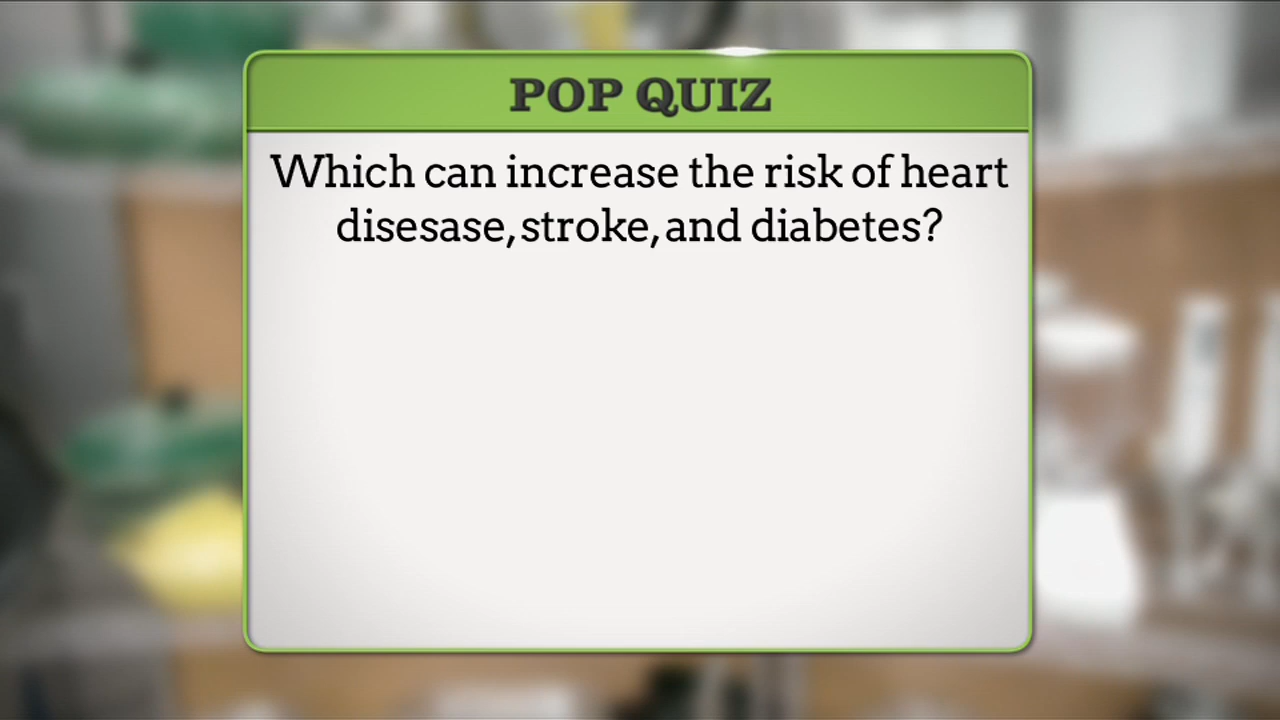 POP QUIZ
Which can increase the risk of heart
disesase, stroke, and diabetes?